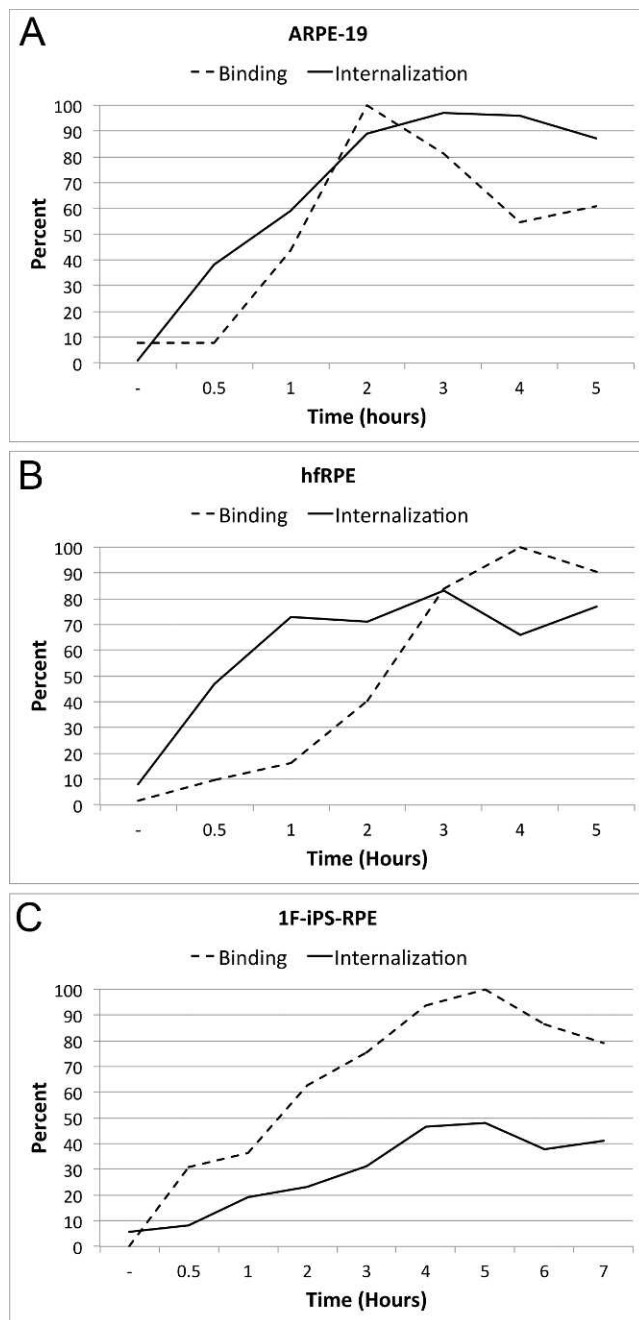 A
ARPE-19
Binding Internalization
100
90
80
70
60
50
40
30
20
10
0
Percent
- 0.5 1 2 3 4 5
Time (hours)
B
hfRPE
Binding Internalization
100
90
80
70
60
50
40
30
20
10
0
Percent
- 0.5 1 2 3 4 5
Time (Hours)
C
1F-iPS-RPE
Binding Internalization
100
90
80
70
60
50
40
30
20
10
0
Percent
- 0.5 1 2 3 4 5 6 7
Time (Hours)